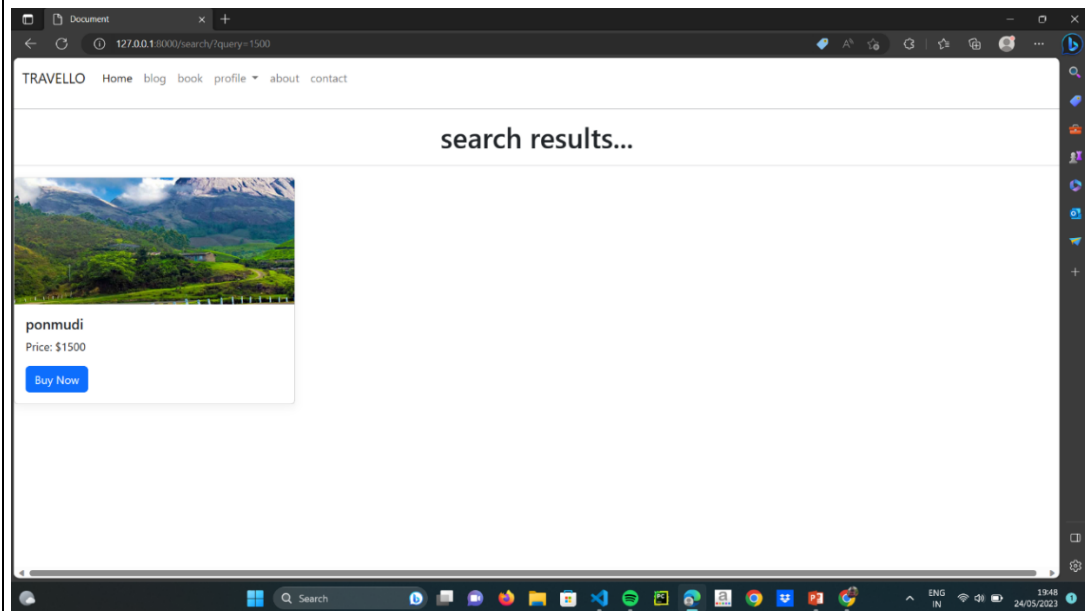 Document
127.0.0.1:8000/search/?query=1500
TRAVELLO Home blog book profile about contact
search results...
ponmudi
Price: $1500
Buy Now
Search
ENG
IN
19:48
24/05/2023